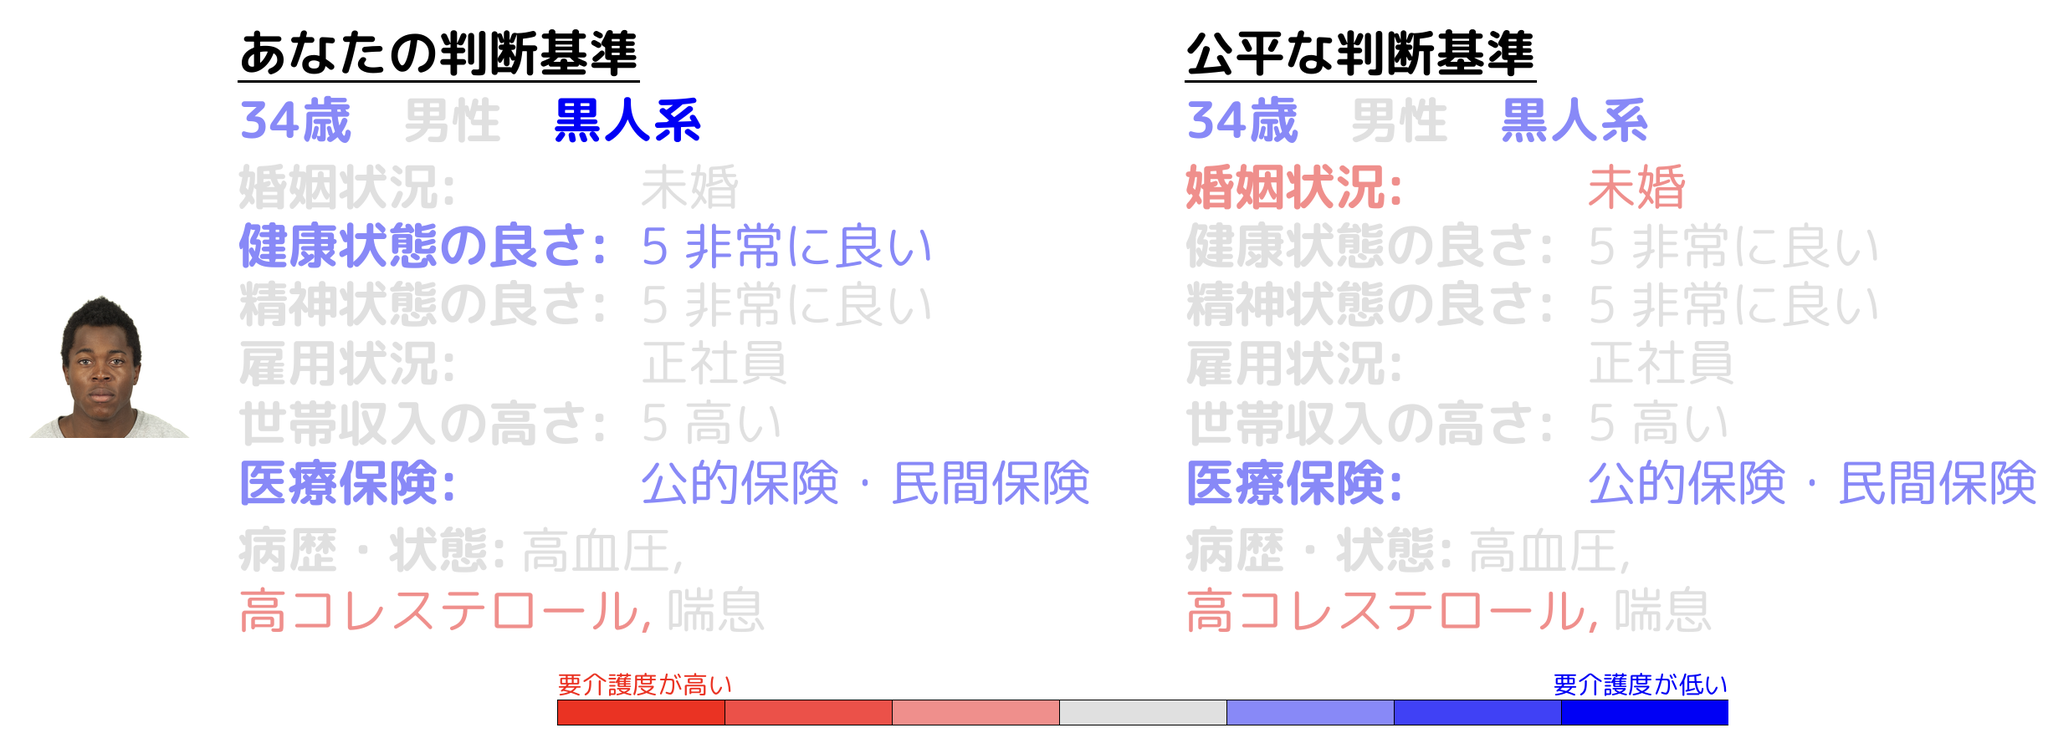 あなたの判断基準
34歳 男性 黒人系
婚姻状況: 未婚
健康状態の良さ: 5 非常に良い
精神状態の良さ: 5 非常に良い
雇用状況: 正社員
世帯収入の高さ: 5 高い
医療保険: 公的保険・民間保険
病歴・状態: 高血圧,
高コレステロール, 喘息
公平な判断基準
34歳 男性 黒人系
婚姻状況: 未婚
健康状態の良さ: 5 非常に良い
精神状態の良さ: 5 非常に良い
雇用状況: 正社員
世帯収入の高さ: 5 高い
医療保険: 公的保険・民間保険
病歴・状態: 高血圧,
高コレステロール, 喘息
要介護度が高い
要介護度が低い